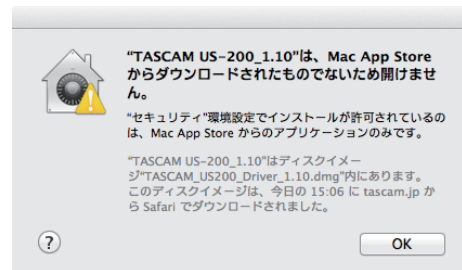 “TASCAM US-200_1.10”は、Mac App Store
からダウンロードされたものでないため開けませ
ん。
“セキュリティ”環境設定でインストールが許可されているの
は、Mac App Store からのアプリケーションのみです。
“TASCAM US-200_1.10”はディスクイメー
ジ“TASCAM_US200_Driver_1.10.dmg”内にあります。
このディスクイメージは、今日の 15:06 に tascam.jp か
ら Safari でダウンロードされました。
?
OK